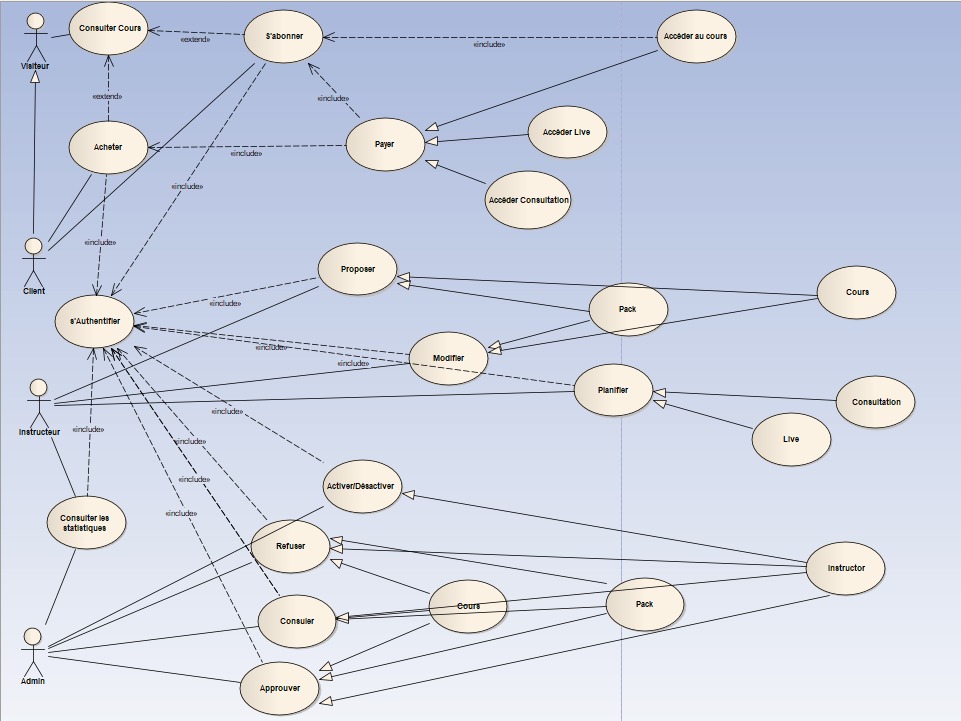 Consulter Cours
S'abonner
Accéder au cours
«extend»
«include»
Visiteur
«extend»
«include»
Accéder Live
Acheter
Payer
«include»
«include»
Accéder Consultation
«include»
Proposer
Client
Cours
«include»
Pack
s'Authentifier
«include»
Modifier
«include»
Planifier
Consultation
«include»
Instructeur
«include»
Live
«include»
«include»
Activer/Désactiver
«include»
Consulter les
statistiques
Refuser
Instructor
Cours
Pack
Consuler
Admin
Approuver